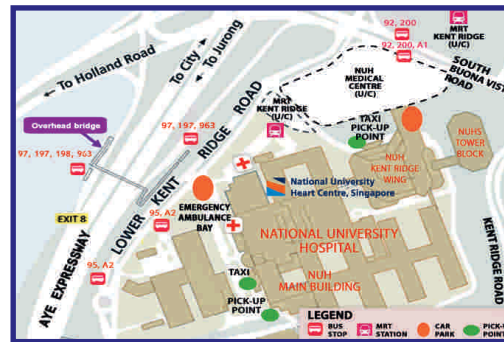 92, 200
MRT
KENT RIDGE
(U/C)
92, 200, A1
SOUTH
BUONA VISTA
ROAD
To Holland Road
To City
To Jurong
NUH
MEDICAL
CENTRE
(U/C)
MRT
KENT RIDGE
(U/C)
TAXI
PICK-UP
POINT
Overhead bridge
97, 197, 963
97, 197, 198, 963
LOWER KENT RIDGE ROAD
NUH
KENT RIDGE
WING
NUHS
TOWER
BLOCK
National University
Heart Centre, Singapore
EMERGENCY
AMBULANCE
BAY
EXIT 8
95, A2
95, A2
AYE EXPRESSWAY
NATIONAL UNIVERSITY
HOSPITAL
NUH
MAIN BUILDING
TAXI
PICK-UP
POINT
KENT RIDGE ROAD
LEGEND
BUS
STOP
MRT
STATION
CAR
PARK
PICK-
POINT